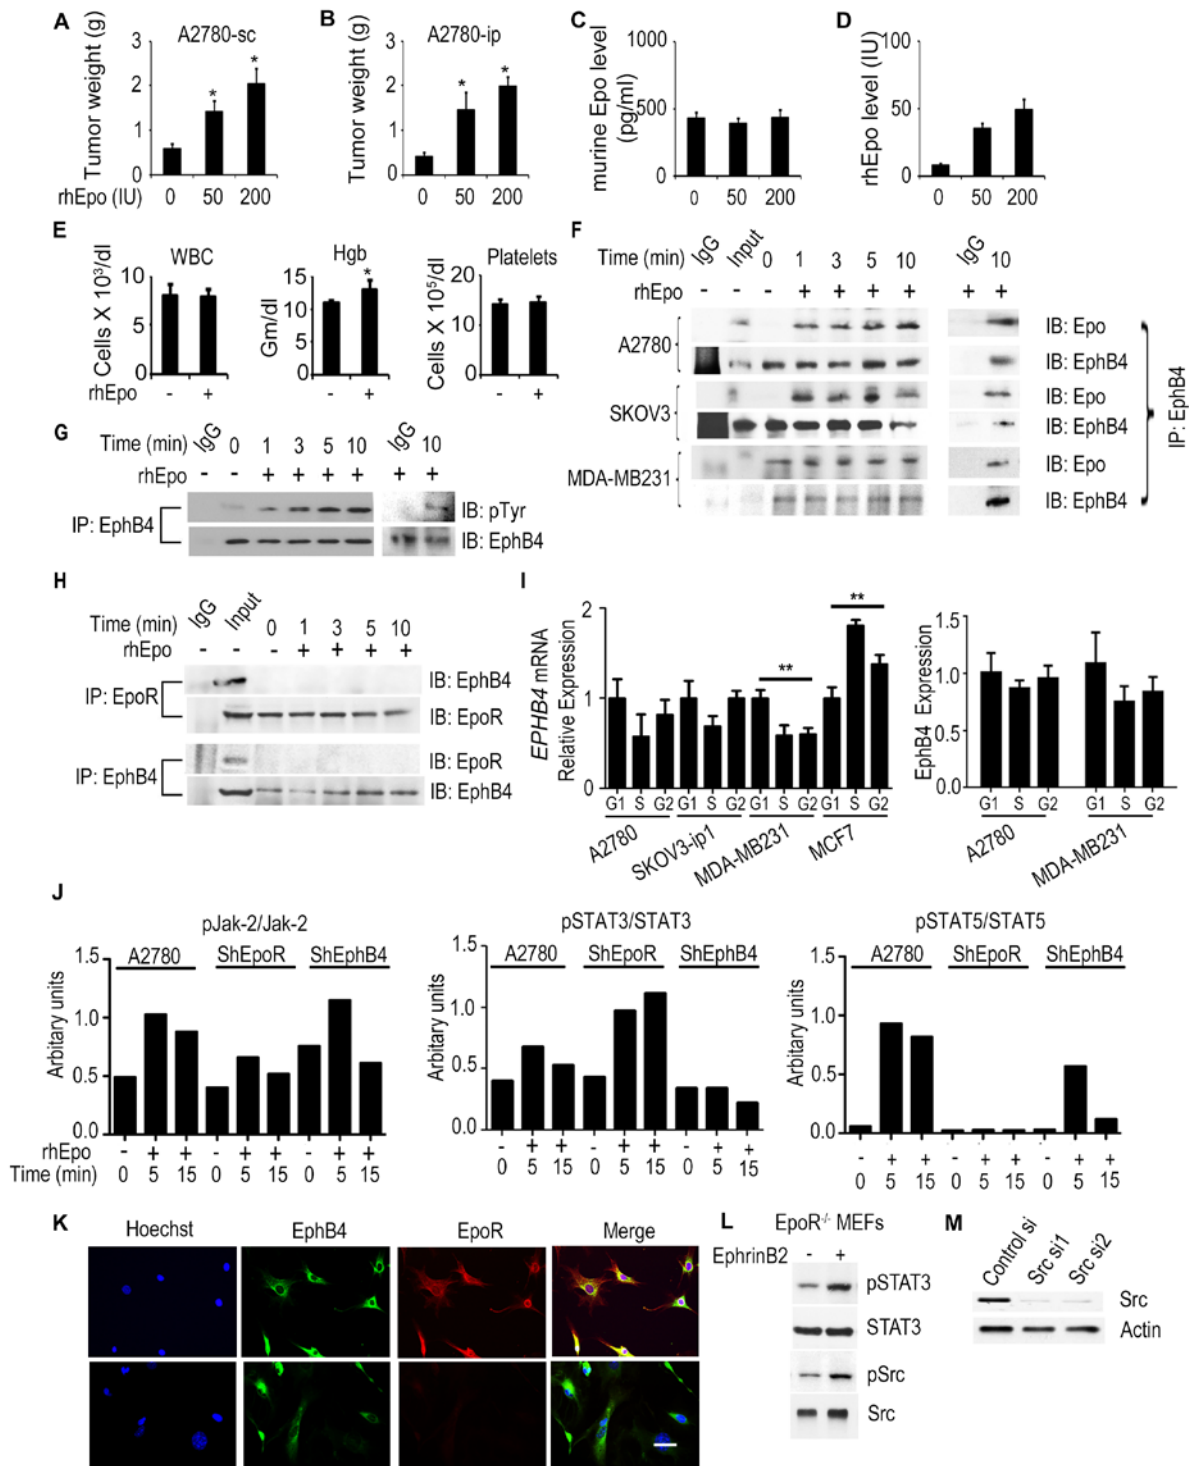 A
A2780-sc
Tumor weight (g)
3
2
1
0
* *
rhEpo (IU) 0 50 200
B
A2780-ip
Tumor weight (g)
3
2
1
0
* *
0 50 200
C
murine Epo level
(pg/ml)
1000
500
0
0 50 200
D
rhEpo level (IU)
100
50
0
0 50 200
E
WBC
Cells X 10³/dl
10
5
0
rhEpo - +
Hgb
Gm/dl
15
10
5
0
*
- +
Platelets
Cells X 10⁵/dl
20
10
0
- +
F
Time (min) IgG Input 0 1 3 5 10 IgG 10
rhEpo - - - + + + + + +
A2780
IB: Epo
IB: EphB4
SKOV3
IB: Epo
IB: EphB4
MDA-MB231
IB: Epo
IB: EphB4
IP: EphB4
G
Time (min) IgG 0 1 3 5 10 IgG 10
rhEpo - - + + + + + +
IP: EphB4
IB: pTyr
IB: EphB4
H
Time (min) IgG Input 0 1 3 5 10
rhEpo - - - + + + +
IP: EpoR
IB: EphB4
IB: EpoR
IP: EphB4
IB: EpoR
IB: EphB4
I
EPHB4 mRNA
Relative Expression
2
1
0
** **
G1 S G2 G1 S G2 G1 S G2 G1 S G2
A2780 SKOV3-ip1 MDA-MB231 MCF7
EphB4 Expression
1.5
1.0
0.5
0.0
G1 S G2 G1 S G2
A2780 MDA-MB231
J
pJak-2/Jak-2
A2780 ShEpoR ShEphB4
Arbitary units
1.5
1.0
0.5
0.0
rhEpo - + + - + + - + +
Time (min) 0 5 15 0 5 15 0 5 15
pSTAT3/STAT3
A2780 ShEpoR ShEphB4
Arbitary units
1.5
1.0
0.5
0.0
- + + - + + - + +
0 5 15 0 5 15 0 5 15
pSTAT5/STAT5
A2780 ShEpoR ShEphB4
Arbitary units
1.5
1.0
0.5
0.0
- + + - + + - + +
0 5 15 0 5 15 0 5 15
K
Hoechst EphB4 EpoR Merge
L
EpoR-/- MEFs
EphrinB2 - +
pSTAT3
STAT3
pSrc
Src
M
Control si Src si1 Src si2
Src
Actin